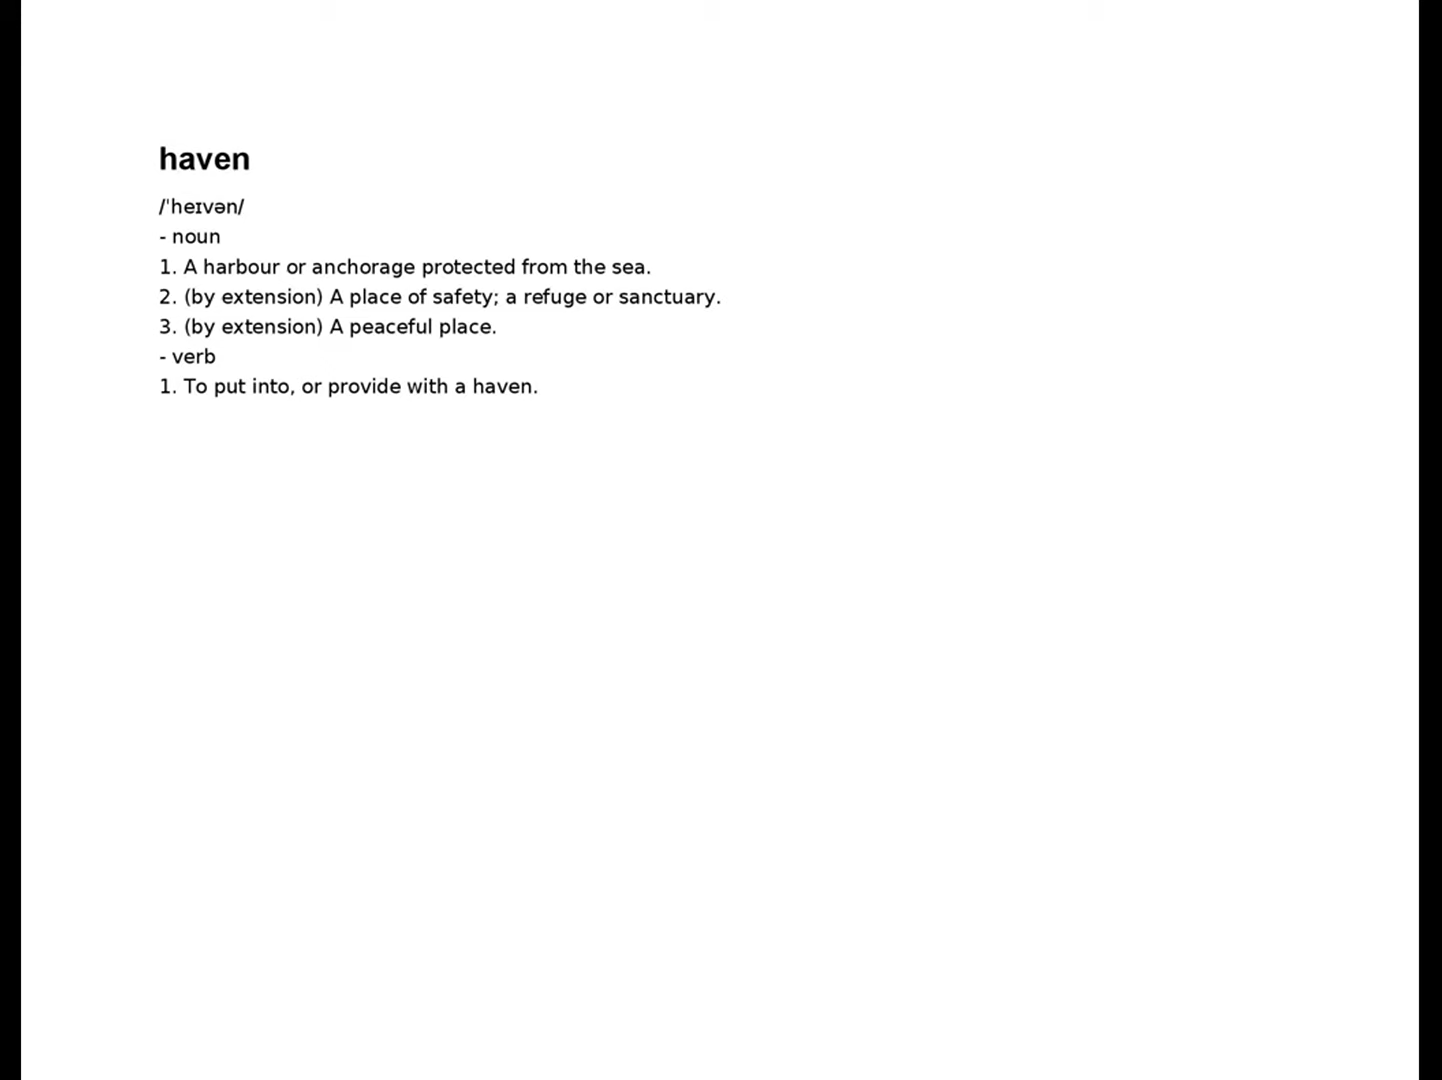 haven
/ˈheɪvən/
- noun
1. A harbour or anchorage protected from the sea.
2. (by extension) A place of safety; a refuge or sanctuary.
3. (by extension) A peaceful place.
- verb
1. To put into, or provide with a haven.